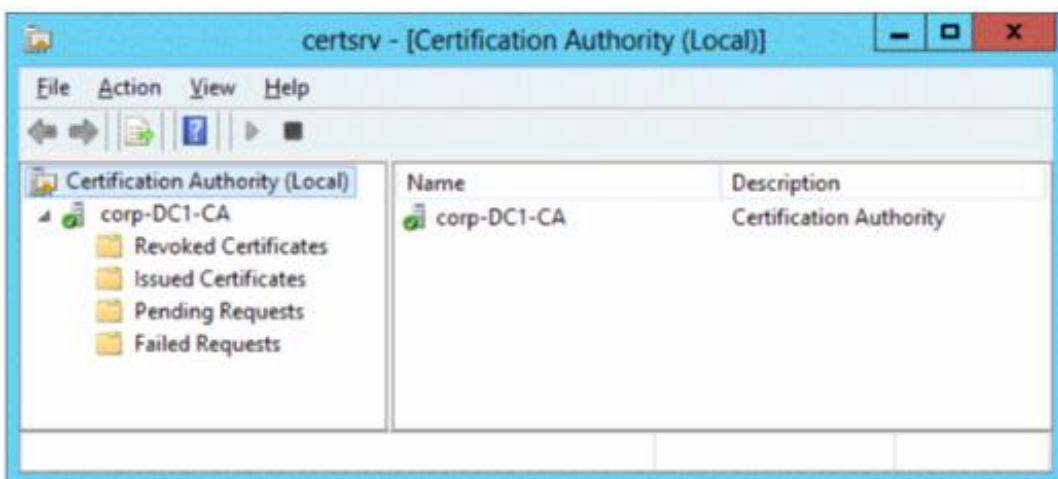 certsrv - [Certification Authority (Local)]
File Action View Help
Certification Authority (Local)
corp-DC1-CA
Revoked Certificates
Issued Certificates
Pending Requests
Failed Requests
Name Description
corp-DC1-CA Certification Authority